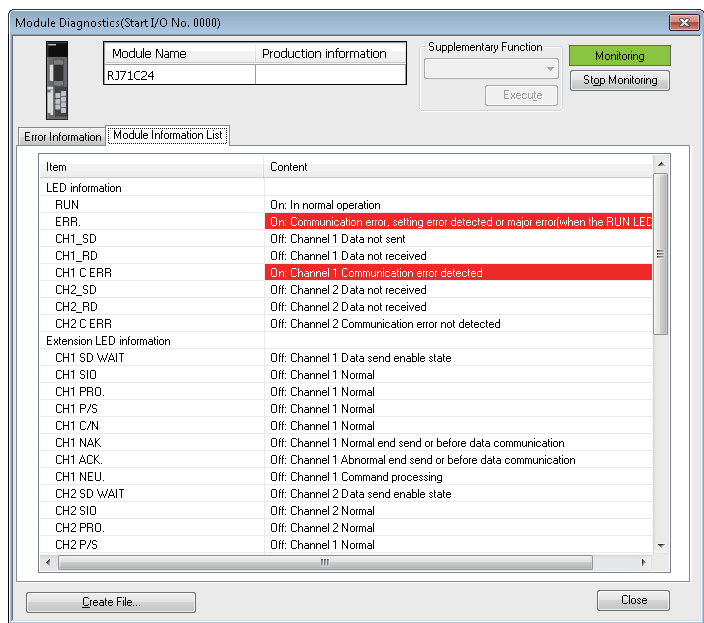 Module Diagnostics(Start I/O No. 0000)
Module Name Production information
RJ71C24
Supplementary Function
Execute
Monitoring
Stop Monitoring
Error Information Module Information List
Item Content
LED information
RUN On: In normal operation
ERR. On: Communication error, setting error detected or major error(when the RUN LED
CH1_SD Off: Channel 1 Data not sent
CH1_RD Off: Channel 1 Data not received
CH1 C ERR On: Channel 1 Communication error detected
CH2_SD Off: Channel 2 Data not received
CH2_RD Off: Channel 2 Data not received
CH2 C ERR Off: Channel 2 Communication error not detected
Extension LED information
CH1 SD WAIT Off: Channel 1 Data send enable state
CH1 SIO Off: Channel 1 Normal
CH1 PRO. Off: Channel 1 Normal
CH1 P/S Off: Channel 1 Normal
CH1 C/N Off: Channel 1 Normal
CH1 NAK. Off: Channel 1 Normal end send or before data communication
CH1 ACK. Off: Channel 1 Abnormal end send or before data communication
CH1 NEU. Off: Channel 1 Command processing
CH2 SD WAIT Off: Channel 2 Data send enable state
CH2 SIO Off: Channel 2 Normal
CH2 PRO. Off: Channel 2 Normal
CH2 P/S Off: Channel 1 Normal
Create File...
Close